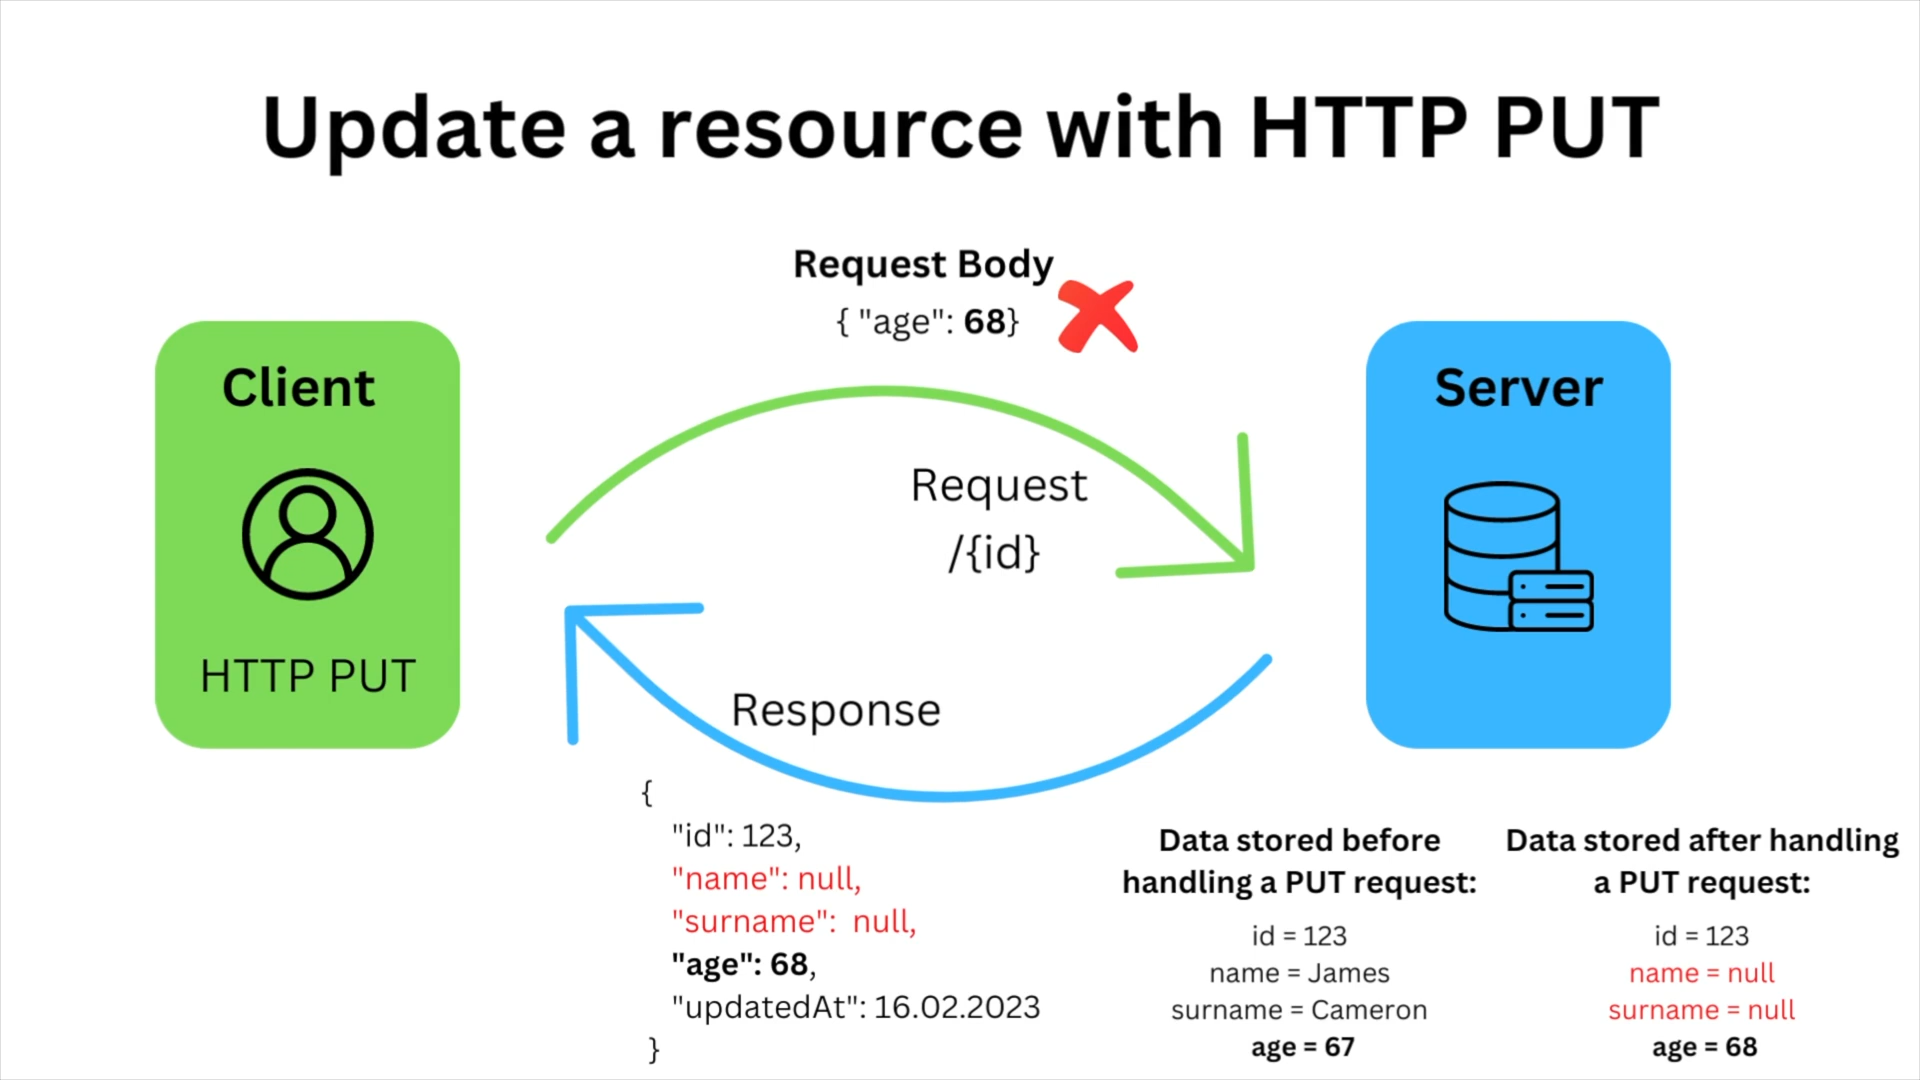 Update a resource with HTTP PUT
Request Body
{ "age": 68}
Client
HTTP PUT
Request
/{id}
Server
Response
{
"id": 123,
"name": null,
"surname":  null,
"age": 68,
"updatedAt": 16.02.2023
}
Data stored before
handling a PUT request:
id = 123
name = James
surname = Cameron
age = 67
Data stored after handling
a PUT request:
id = 123
name = null
surname = null
age = 68